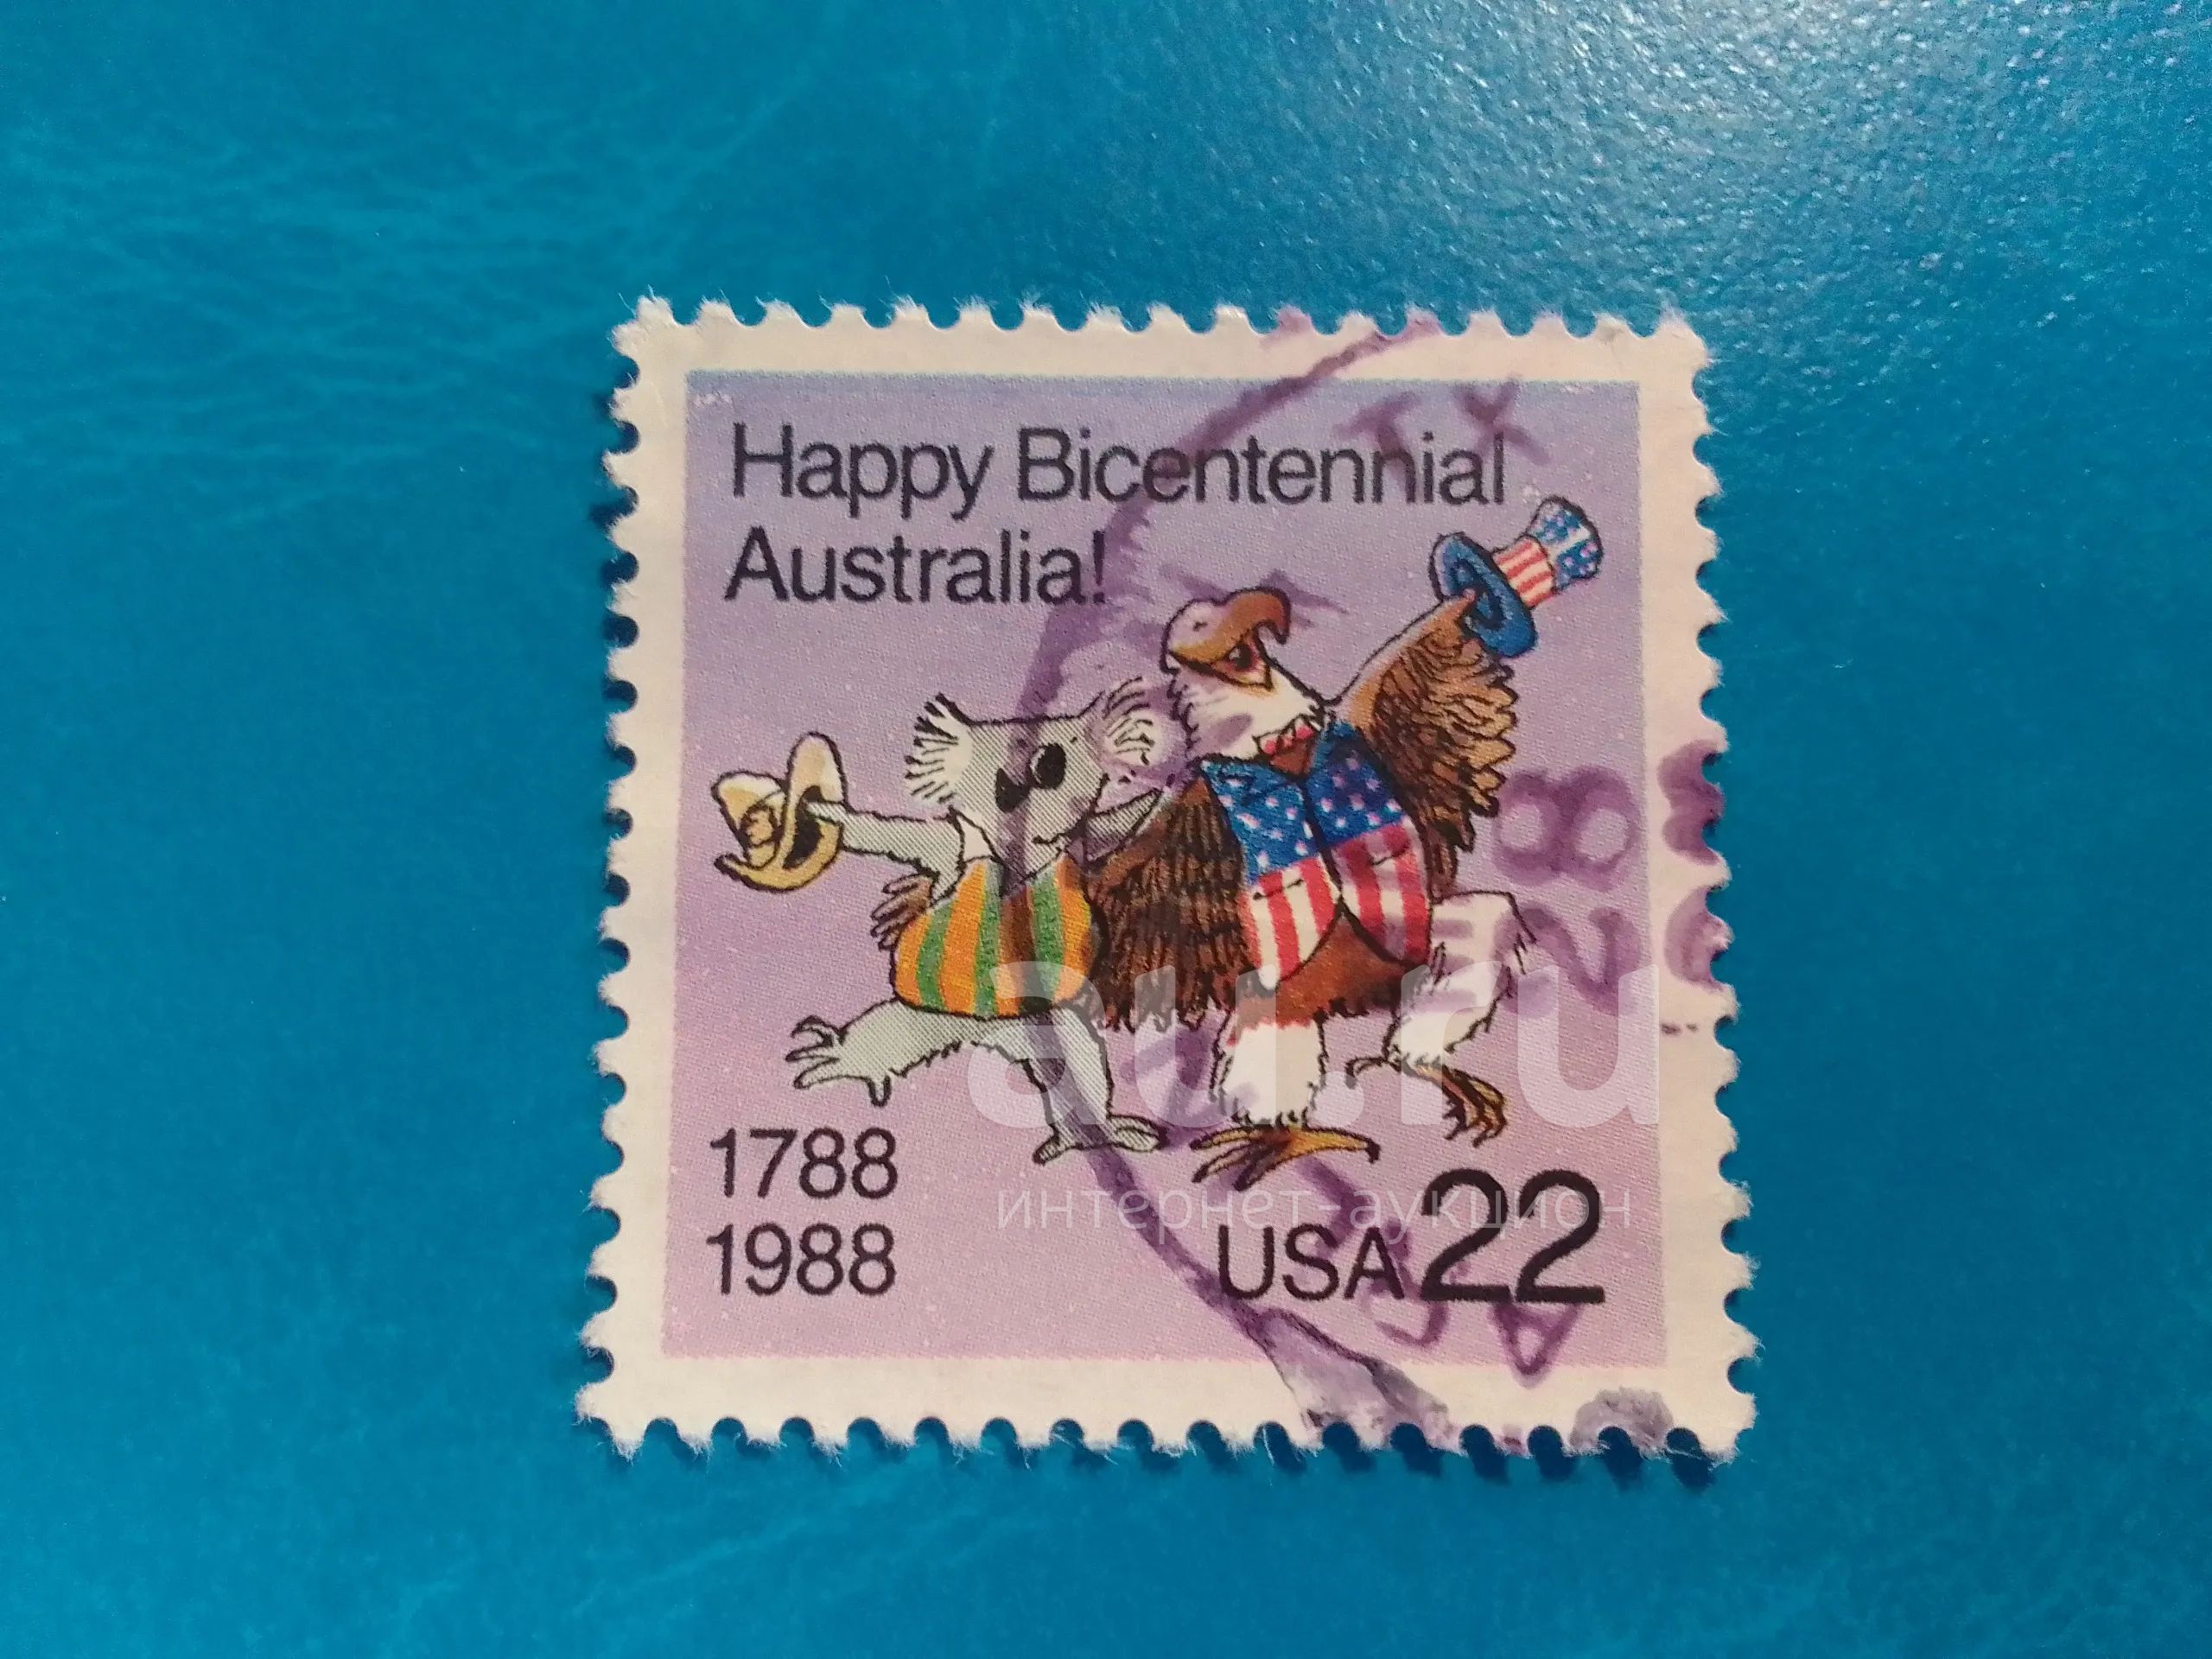 Happy Bicentennial
Australia!
au.ru
1788
интернет-аукцион
1988
USA 22